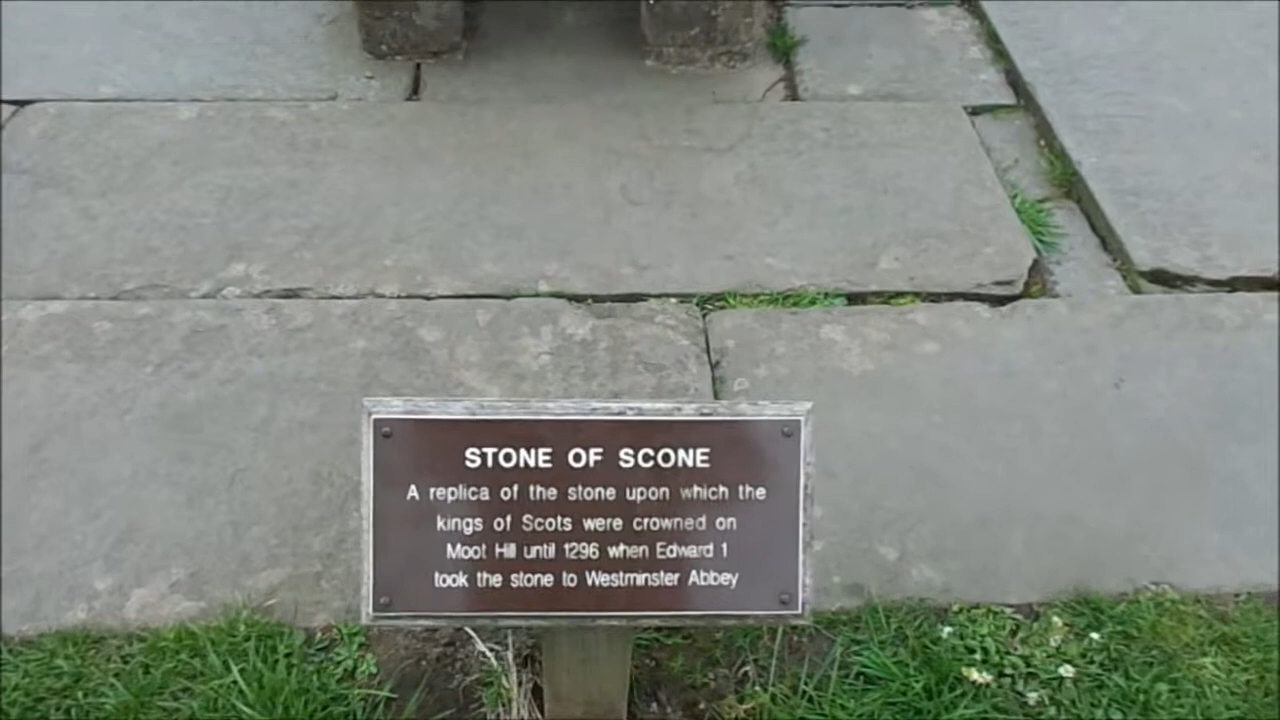 STONE OF SCONE
A replica of the stone upon which the
kings of Scots were crowned on
Moot Hill until 1296 when Edward 1
took the stone to Westminster Abbey